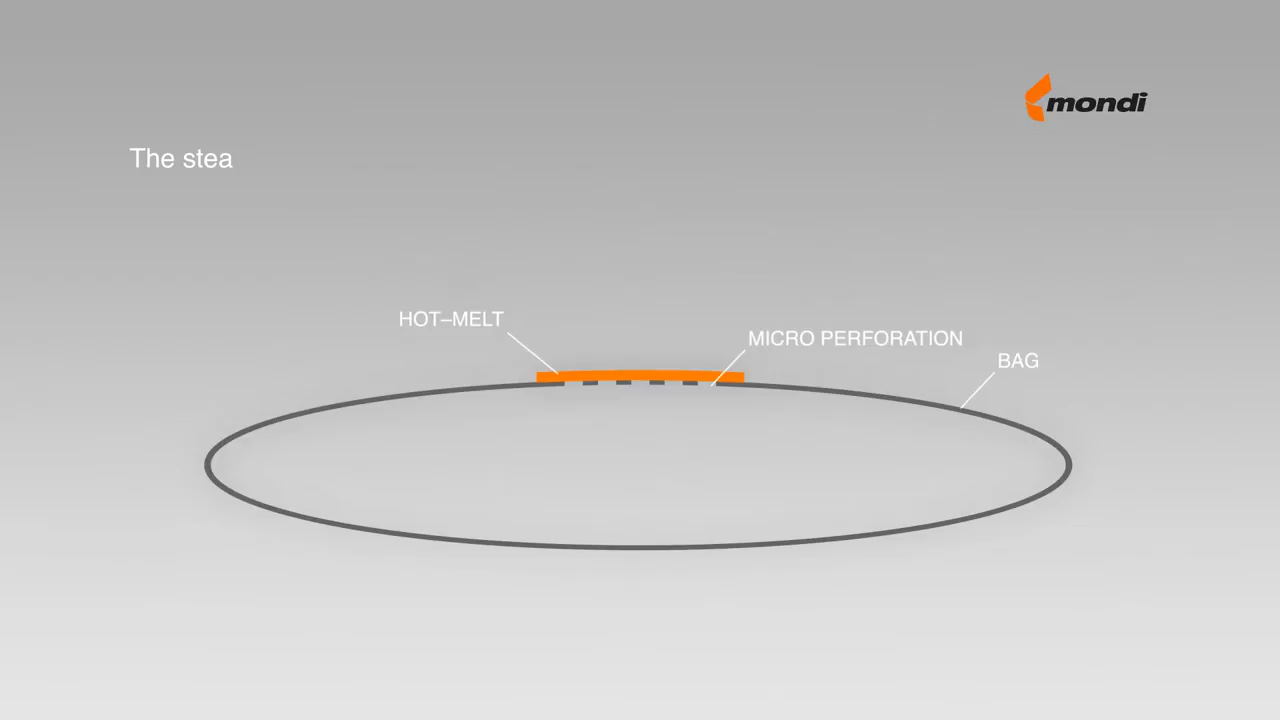 mondi
The stea
HOT–MELT
MICRO PERFORATION
BAG